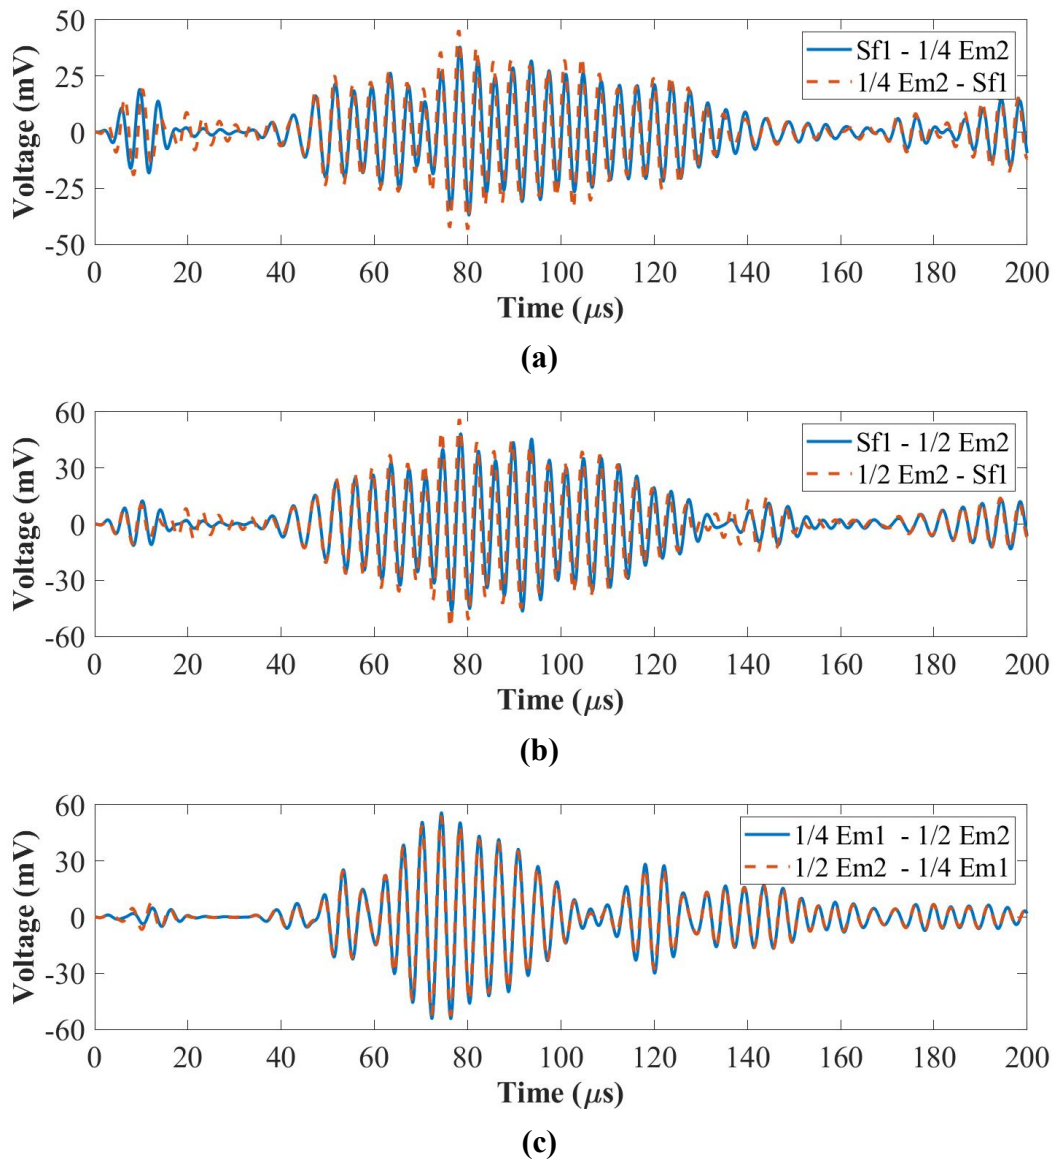 50
25
0
-25
-50
Voltage (mV)
Sf1 - 1/4 Em2
1/4 Em2 - Sf1
0 20 40 60 80 100 120 140 160 180 200
Time (μs)
(a)
60
30
0
-30
-60
Voltage (mV)
Sf1 - 1/2 Em2
1/2 Em2 - Sf1
0 20 40 60 80 100 120 140 160 180 200
Time (μs)
(b)
60
30
0
-30
-60
Voltage (mV)
1/4 Em1 - 1/2 Em2
1/2 Em2 - 1/4 Em1
0 20 40 60 80 100 120 140 160 180 200
Time (μs)
(c)